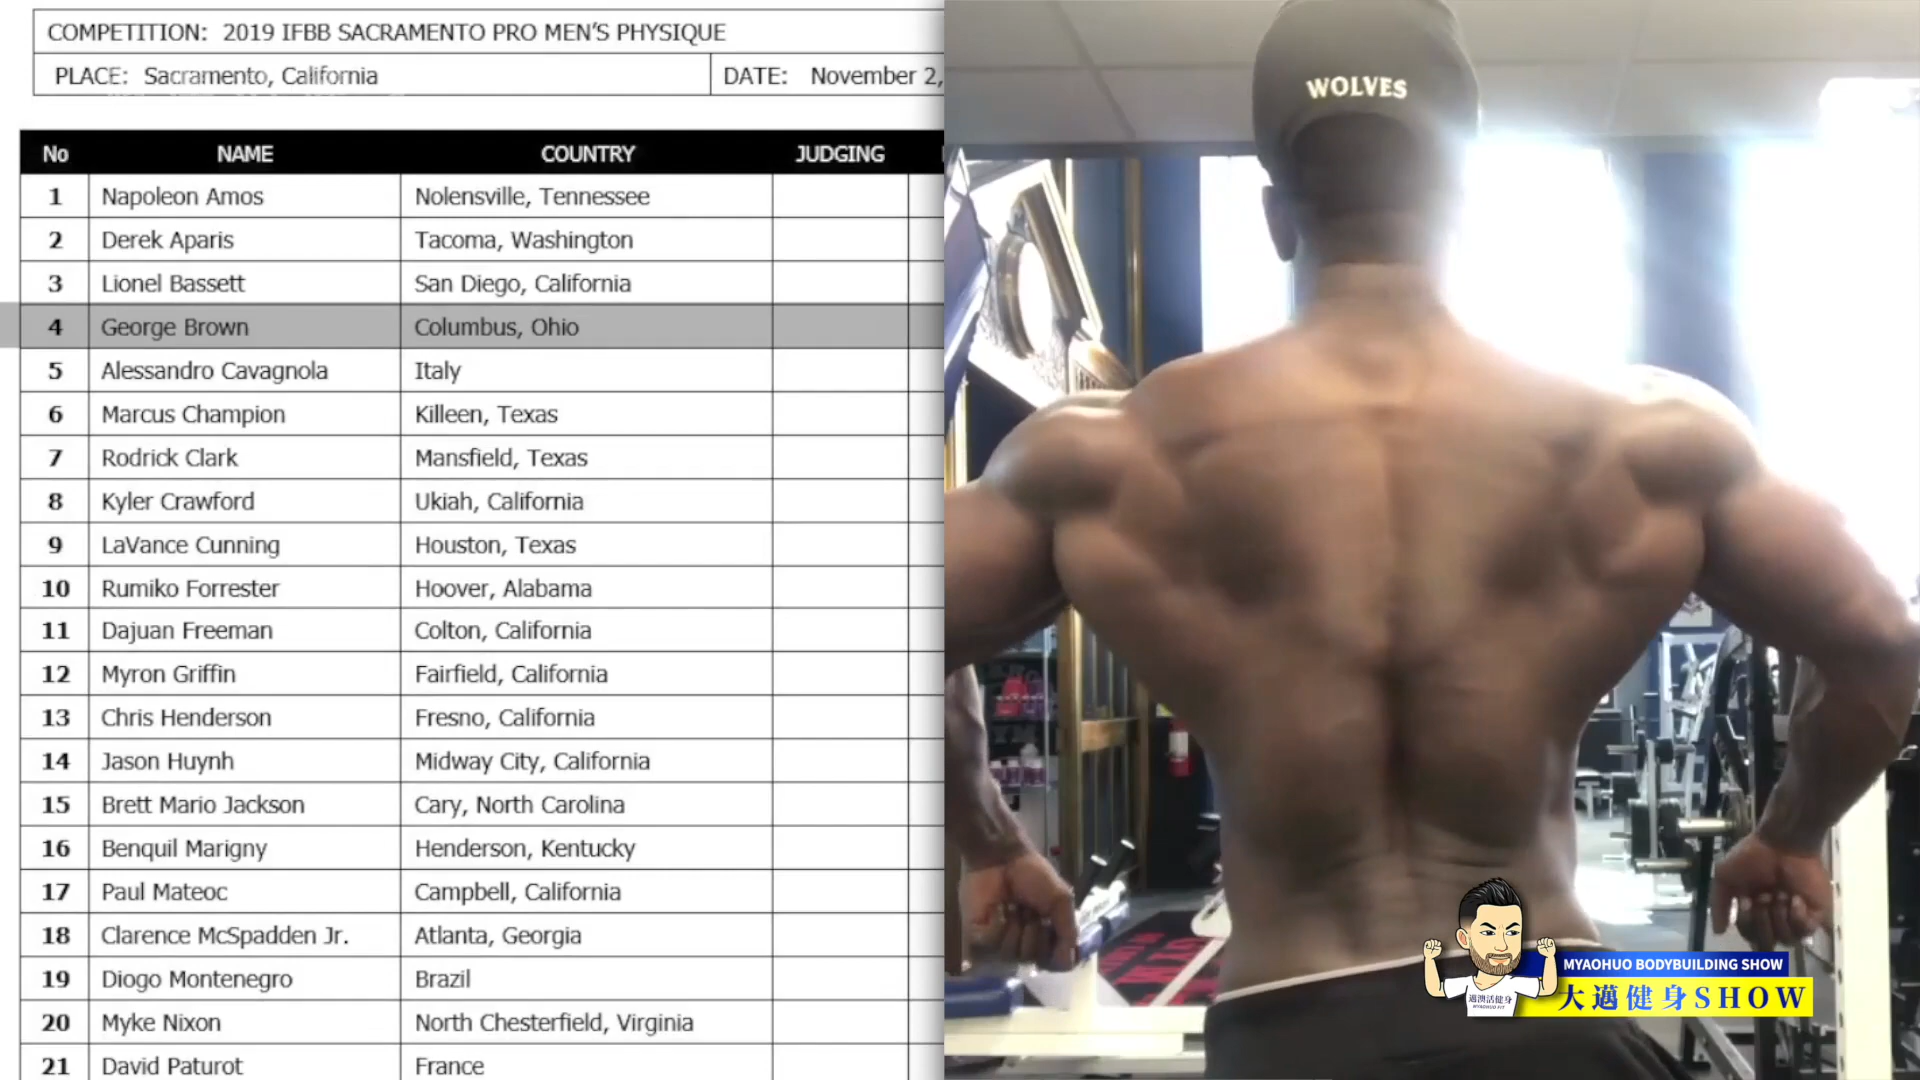 COMPETITION: 2019 IFBB SACRAMENTO PRO MEN'S PHYSIQUE
PLACE: Sacramento, California DATE: November 2,
No NAME COUNTRY JUDGING
1 Napoleon Amos Nolensville, Tennessee
2 Derek Aparis Tacoma, Washington
3 Lionel Bassett San Diego, California
4 George Brown Columbus, Ohio
5 Alessandro Cavagnola Italy
6 Marcus Champion Killeen, Texas
7 Rodrick Clark Mansfield, Texas
8 Kyler Crawford Ukiah, California
9 LaVance Cunning Houston, Texas
10 Rumiko Forrester Hoover, Alabama
11 Dajuan Freeman Colton, California
12 Myron Griffin Fairfield, California
13 Chris Henderson Fresno, California
14 Jason Huynh Midway City, California
15 Brett Mario Jackson Cary, North Carolina
16 Benquil Marigny Henderson, Kentucky
17 Paul Mateoc Campbell, California
18 Clarence McSpadden Jr. Atlanta, Georgia
19 Diogo Montenegro Brazil
20 Myke Nixon North Chesterfield, Virginia
21 David Paturot France
WOLVES
MYAOHUO BODYBUILDING SHOW
大邁健身SHOW
邁澳活健身
MYAOHUO FIT